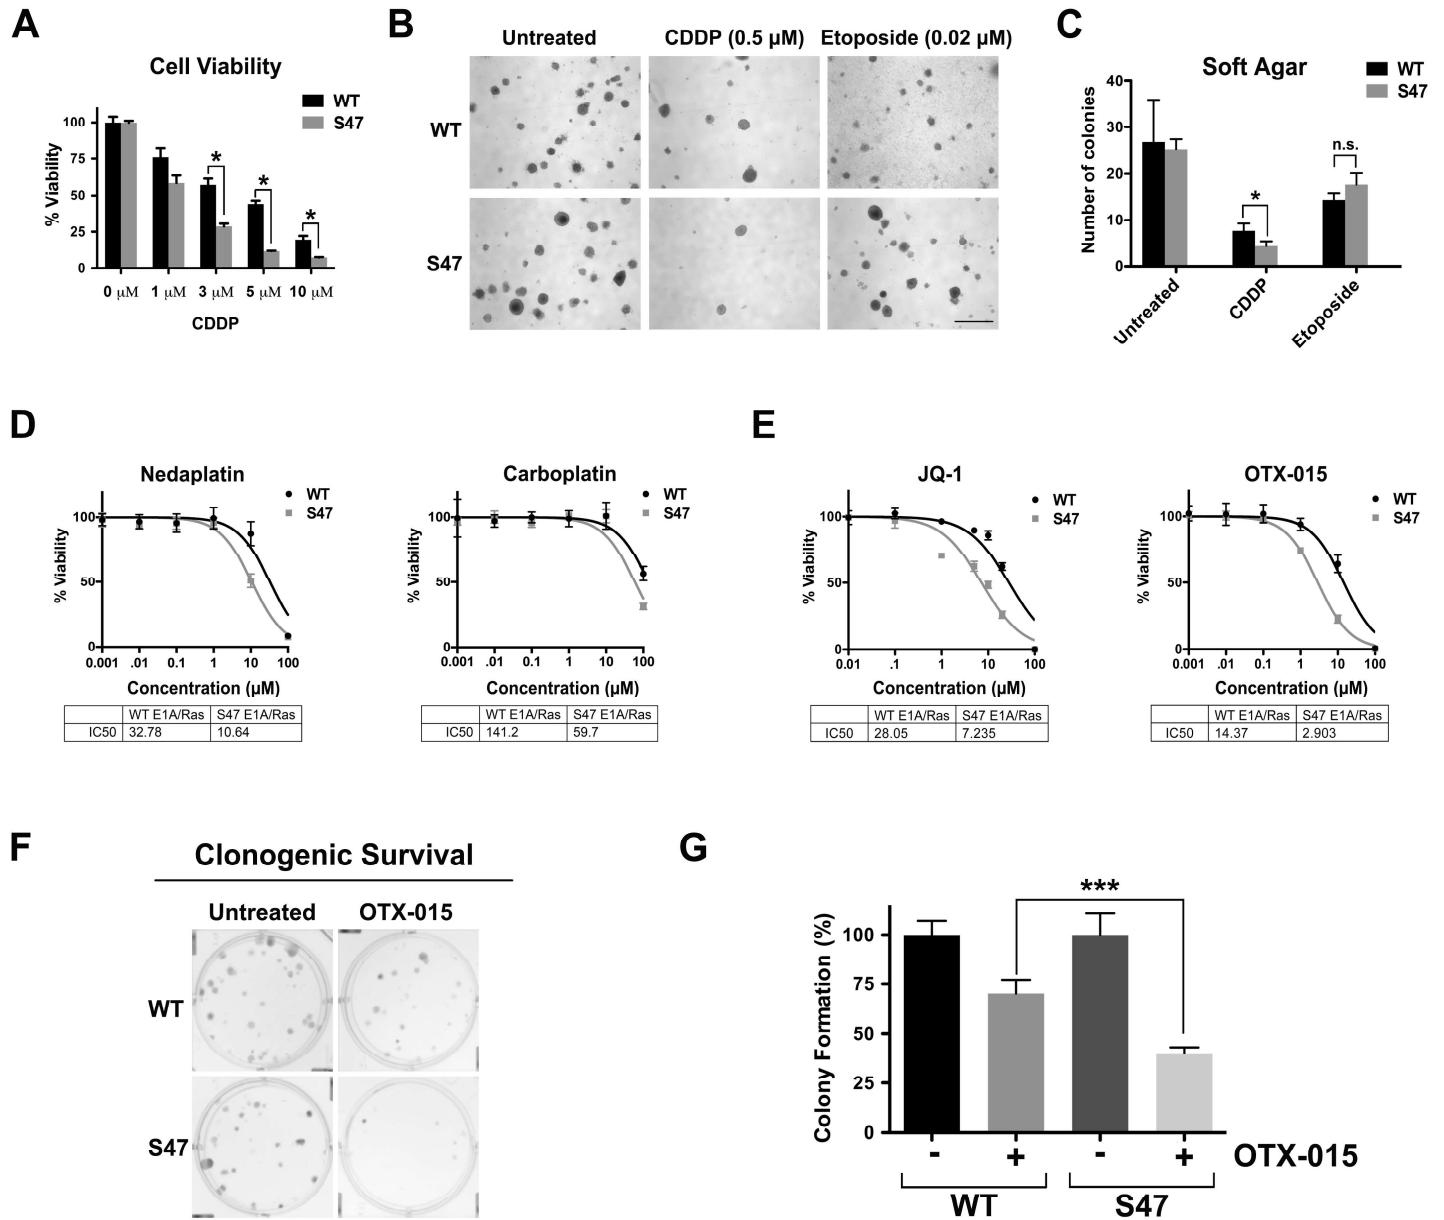 A
Cell Viability
WT
S47
% Viability
100
75
50
25
0
*
*
*
0 µM 1 µM 3 µM 5 µM 10 µM
CDDP
B
Untreated CDDP (0.5 µM) Etoposide (0.02 µM)
WT
S47
C
Soft Agar
WT
S47
Number of colonies
40
30
20
10
0
*
n.s.
Untreated
CDDP
Etoposide
D
Nedaplatin
WT
S47
% Viability
100
50
0
0.001 .01 0.1 1 10 100
Concentration (µM)
WT E1A/Ras S47 E1A/Ras
IC50 32.78 10.64
Carboplatin
WT
S47
% Viability
100
50
0
0.001 .01 0.1 1 10 100
Concentration (µM)
WT E1A/Ras S47 E1A/Ras
IC50 141.2 59.7
E
JQ-1
WT
S47
% Viability
100
50
0
0.01 .1 1 10 100
Concentration (µM)
WT E1A/Ras S47 E1A/Ras
IC50 28.05 7.235
OTX-015
WT
S47
% Viability
100
50
0
0.001 .01 0.1 1 10 100
Concentration (µM)
WT E1A/Ras S47 E1A/Ras
IC50 14.37 2.903
F
Clonogenic Survival
Untreated OTX-015
WT
S47
G
***
Colony Formation (%)
100
75
50
25
0
- + - + OTX-015
WT S47